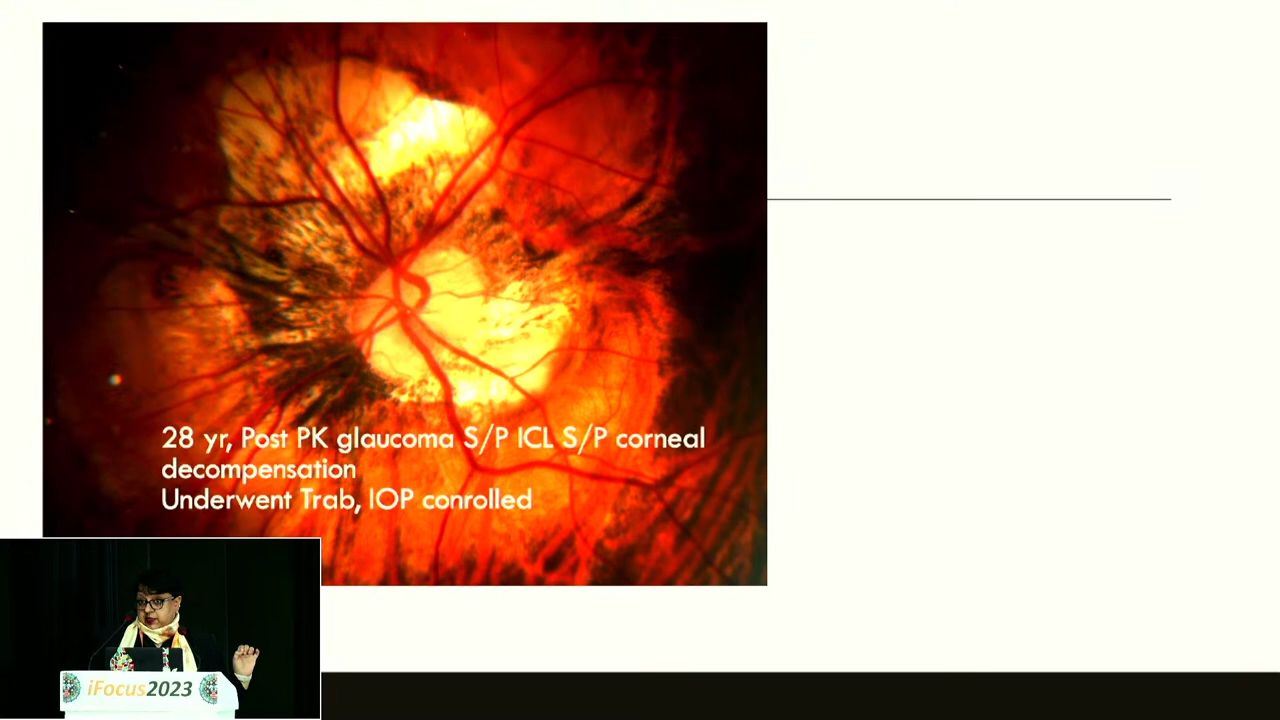 28 yr, Post PK glaucoma S/P ICL S/P corneal
decompensation
Underwent Trab, IOP conrolled
iFocus2023